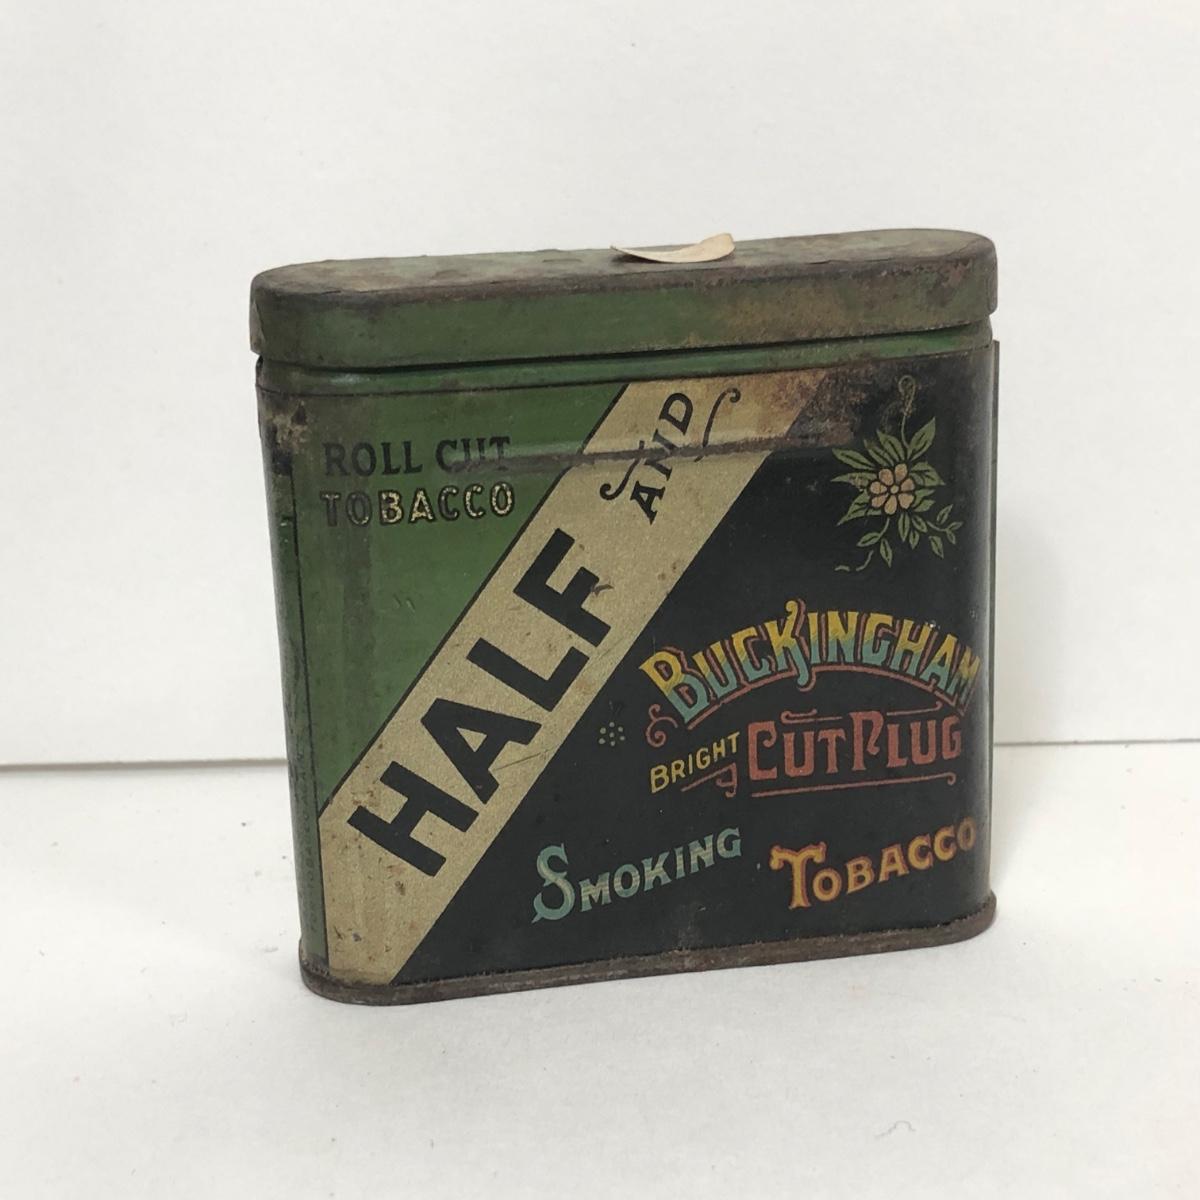 ROLL CUT
TOBACCO
HALF AND
BUCKINGHAM
BRIGHT CUT PLUG
SMOKING TOBACCO